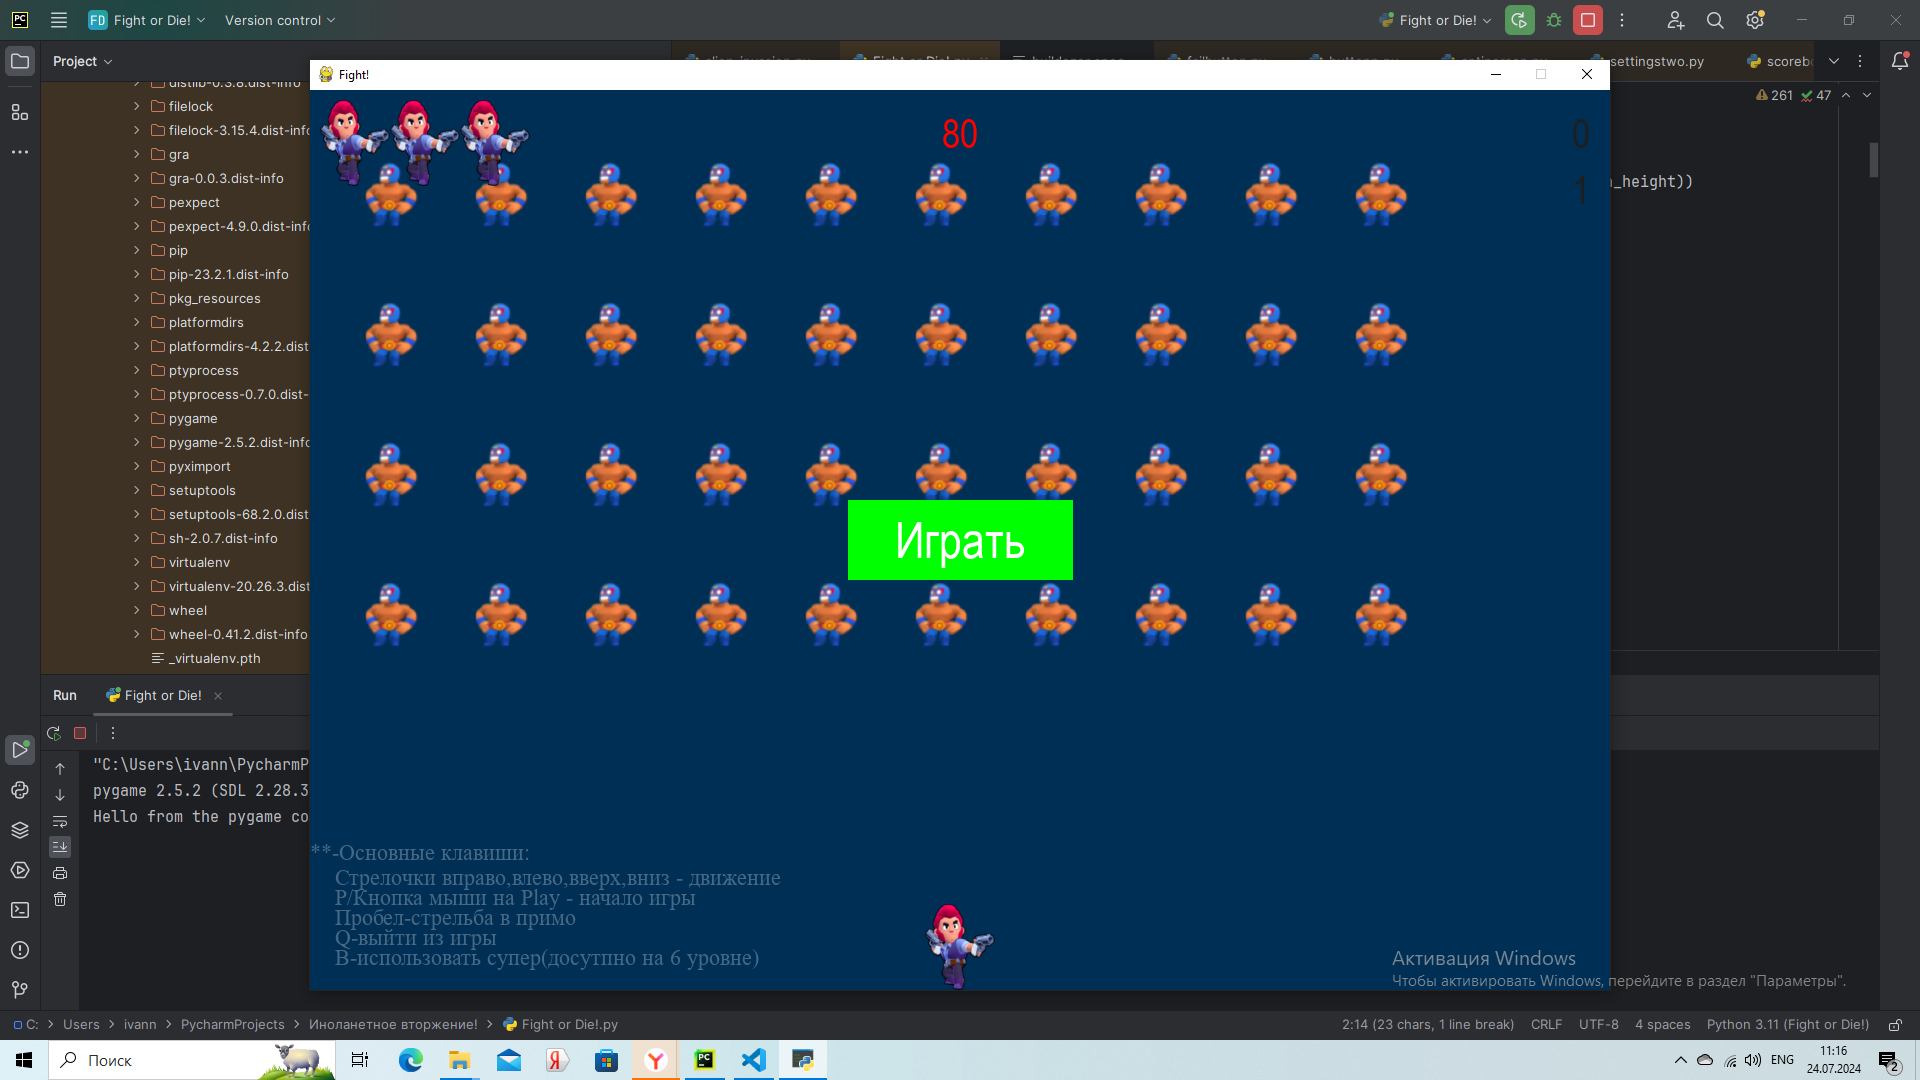 PC
FD Fight or Die!
Version control
Fight or Die!
Project
settingstwo.py
Fight!
261
47
filelock
filelock-3.15.4.dist-info
gra
gra-0.0.3.dist-info
pexpect
pexpect-4.9.0.dist-info
pip
pip-23.2.1.dist-info
pkg_resources
platformdirs
platformdirs-4.2.2.dist
ptyprocess
ptyprocess-0.7.0.dist-
pygame
pygame-2.5.2.dist-info
pyximport
setuptools
setuptools-68.2.0.dist
sh-2.0.7.dist-info
virtualenv
virtualenv-20.26.3.dist
wheel
wheel-0.41.2.dist-info
_virtualenv.pth
80
0
1
_height))
Играть
**-Основные клавиши:
Стрелочки вправо,влево,вверх,вниз - движение
P/Кнопка мыши на Play - начало игры
Пробел-стрельба в примо
Q-выйти из игры
B-использовать супер(досутпно на 6 уровне)
Run
Fight or Die!
"C:\Users\ivann\PycharmP
pygame 2.5.2 (SDL 2.28.3
Hello from the pygame co
Активация Windows
Чтобы активировать Windows, перейдите в раздел "Параметры".
C:
Users
ivann
PycharmProjects
Инопланетное вторжение!
Fight or Die!.py
2:14 (23 chars, 1 line break)
CRLF
UTF-8
4 spaces
Python 3.11 (Fight or Die!)
Поиск
ENG
11:16
24.07.2024
2